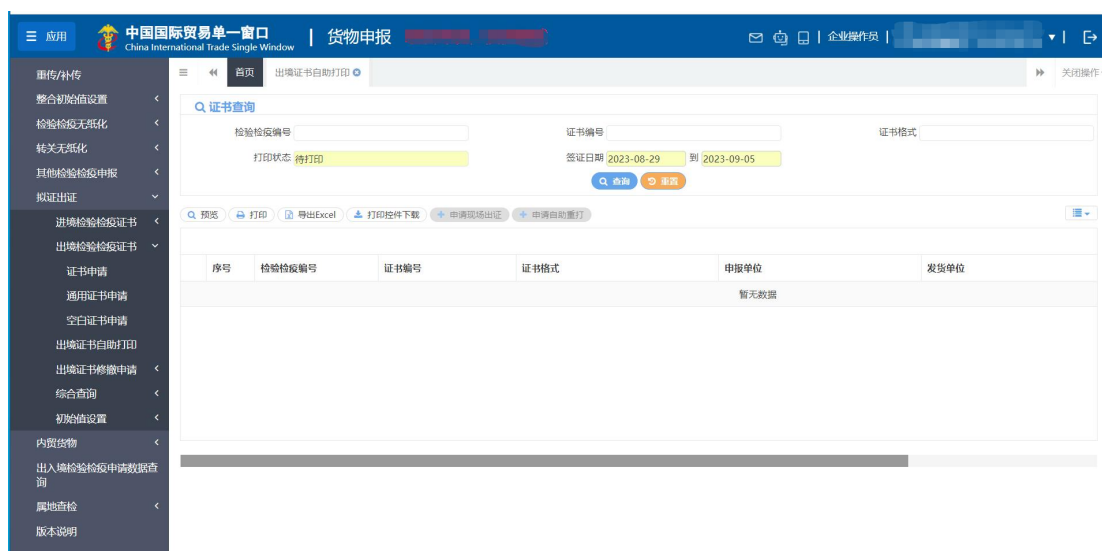 应用 中国国际贸易单一窗口 货物申报 企业操作员
China International Trade Single Window
重传/补传
整合初始值设置
检验检疫无纸化
转关无纸化
其他检验检疫申报
拟证出证
进境检验检疫证书
出境检验检疫证书
证书申请
通用证书申请
空白证书申请
出境证书自助打印
出境证书修撤申请
综合查询
初始值设置
内贸货物
出入境检验检疫申请数据查
询
属地查检
版本说明
首页 出境证书自助打印 关闭操作
证书查询
检验检疫编号 证书编号 证书格式
打印状态 待打印 签证日期 2023-08-29 到 2023-09-05
查询 重置
预览 打印 导出Excel 打印控件下载 申请现场出证 申请自助重打
序号 检验检疫编号 证书编号 证书格式 申报单位 发货单位
暂无数据